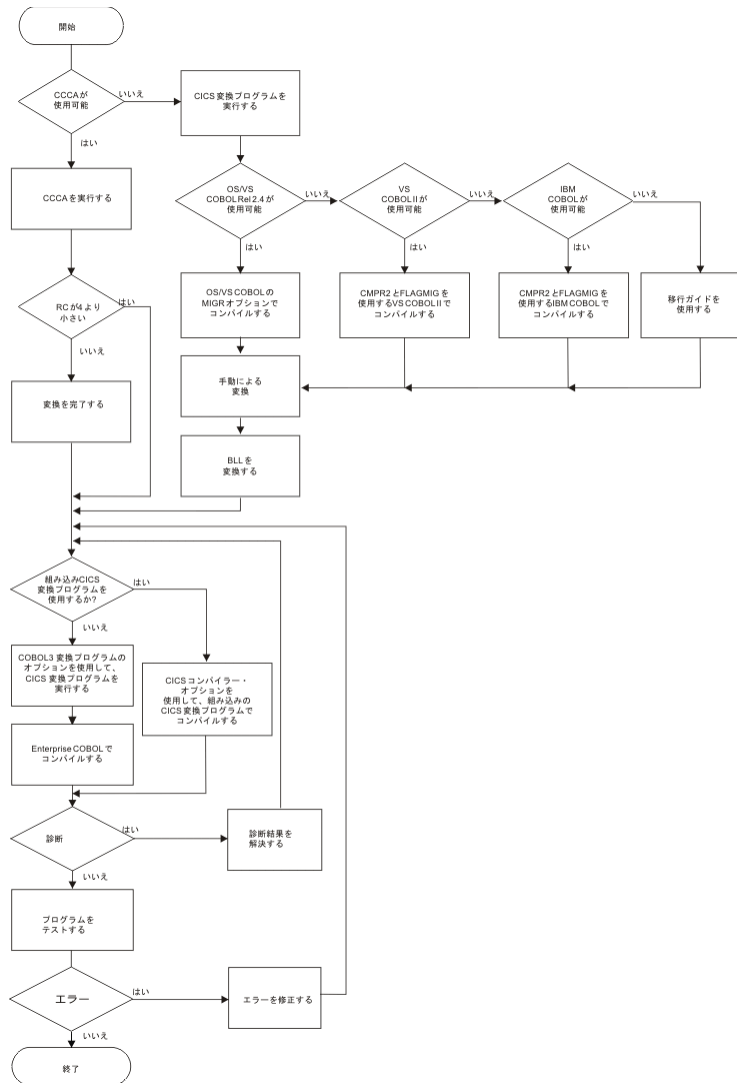 開始
CCCAが
使用可能
いいえ
はい
CICS変換プログラムを
実行する
CCCAを実行する
OS/VS
COBOL Rel 2.4が
使用可能
いいえ
はい
VS
COBOL IIが
使用可能
いいえ
はい
IBM
COBOLが
使用可能
いいえ
はい
RCが4より
小さい
はい
いいえ
OS/VS COBOLの
MIGRオプションで
コンパイルする
CMPR2とFLAGMIGを
使用するVS COBOL IIで
コンパイルする
CMPR2とFLAGMIGを
使用するIBM COBOLで
コンパイルする
移行ガイドを
使用する
変換を完了する
手動による
変換
BLLを
変換する
組み込みCICS
変換プログラムを
使用するか?
はい
いいえ
COBOL3 変換プログラムの
オプションを使用して、
CICS 変換プログラムを
実行する
CICSコンパイラー・
オプションを
使用して、組み込みの
CICS変換プログラムで
コンパイルする
Enterprise COBOLで
コンパイルする
診断
はい
いいえ
診断結果を
解決する
プログラムを
テストする
エラー
はい
いいえ
エラーを修正する
終了